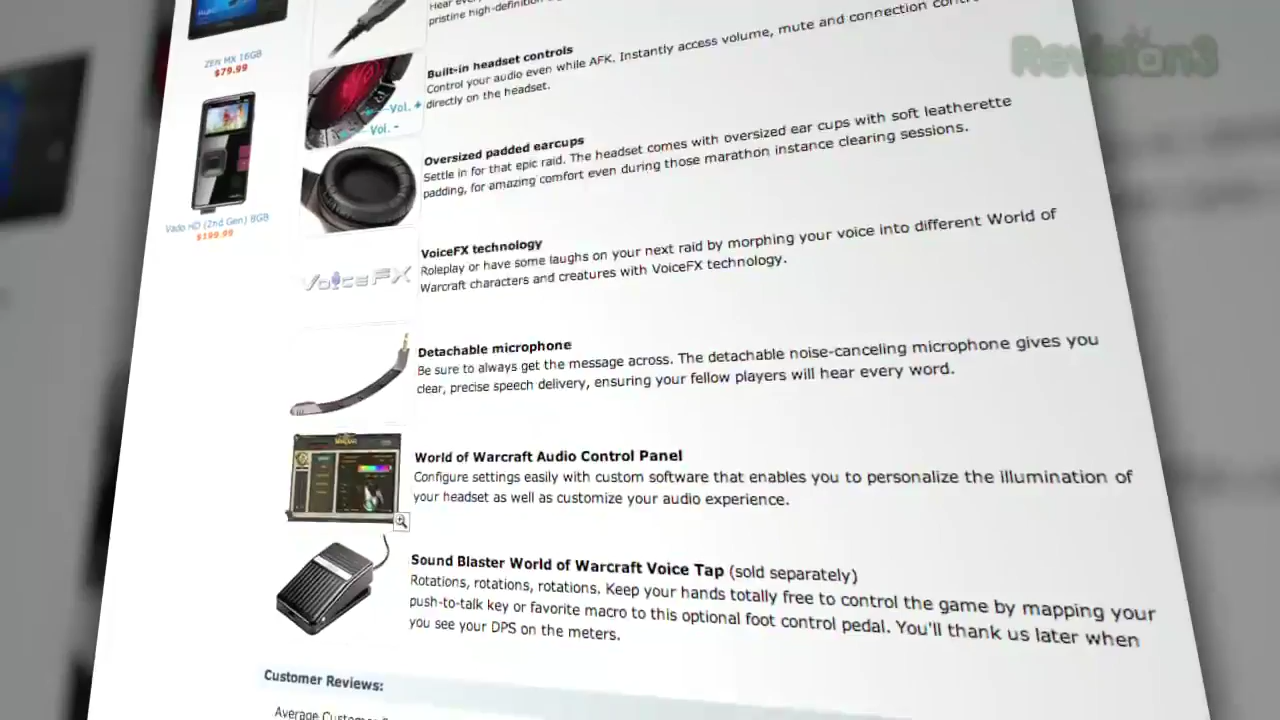 ZEN MX 16GB
$79.99
Vado HD (2nd Gen) 8GB
$199.99
pristine high-definition
Built-in headset controls
Control your audio even while AFK. Instantly access volume, mute and connection
directly on the headset.
Vol. +
Vol. -
Oversized padded earcups
Settle in for that epic raid. The headset comes with oversized ear cups with soft leatherette
padding, for amazing comfort even during those marathon instance clearing sessions.
VoiceFX technology
Roleplay or have some laughs on your next raid by morphing your voice into different World of
Warcraft characters and creatures with VoiceFX technology.
VoiceFX
Detachable microphone
Be sure to always get the message across. The detachable noise-canceling microphone gives you
clear, precise speech delivery, ensuring your fellow players will hear every word.
World of Warcraft Audio Control Panel
Configure settings easily with custom software that enables you to personalize the illumination of
your headset as well as customize your audio experience.
Sound Blaster World of Warcraft Voice Tap (sold separately)
Rotations, rotations, rotations. Keep your hands totally free to control the game by mapping your
push-to-talk key or favorite macro to this optional foot control pedal. You'll thank us later when
you see your DPS on the meters.
Customer Reviews:
Average
Revision3